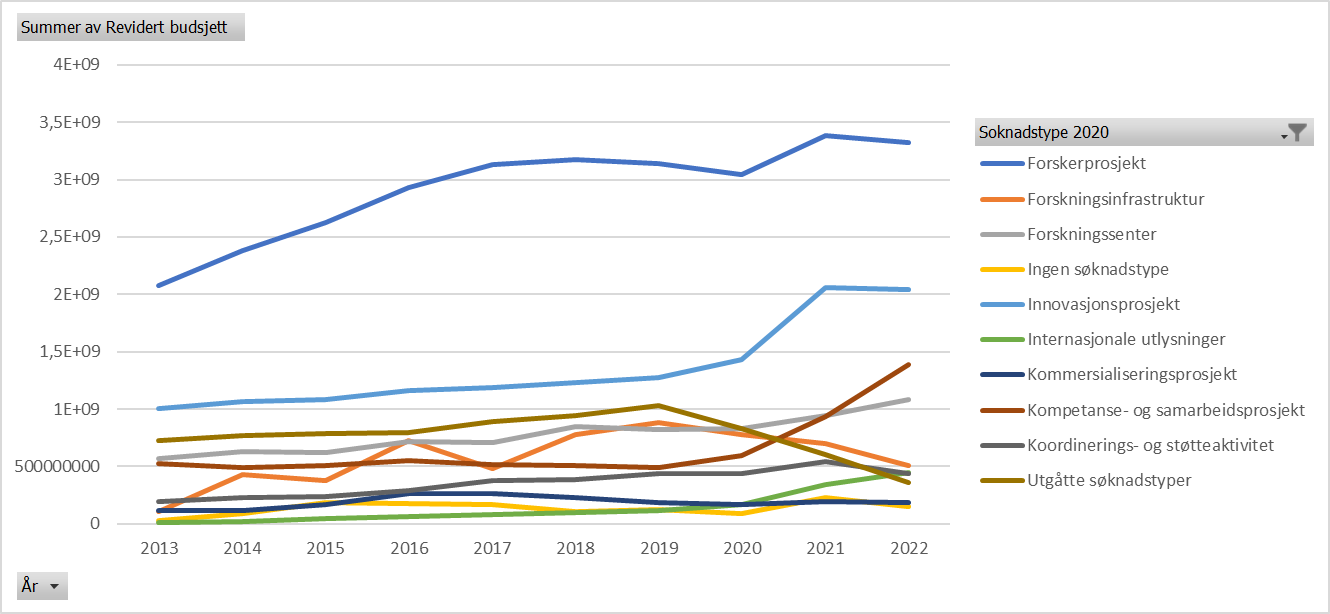 Summer av Revidert budsjett
4E+09
3,5E+09
3E+09
2,5E+09
2E+09
1,5E+09
1E+09
500000000
0
2013 2014 2015 2016 2017 2018 2019 2020 2021 2022
År
Soknadstype 2020
Forskerprosjekt
Forskningsinfrastruktur
Forskningssenter
Ingen søknadstype
Innovasjonsprosjekt
Internasjonale utlysninger
Kommersialiseringsprosjekt
Kompetanse- og samarbeidsprosjekt
Koordinerings- og støtteaktivitet
Utgåtte søknadstyper